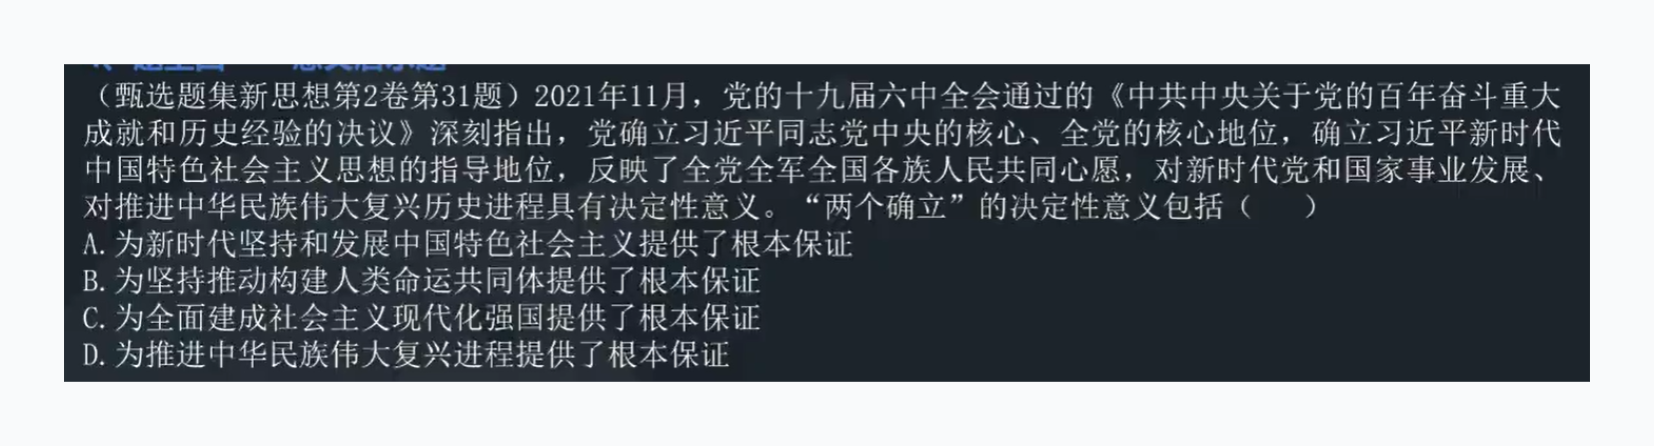 （甄选题集新思想第2卷第31题）2021年11月，党的十九届六中全会通过的《中共中央关于党的百年奋斗重大
成就和历史经验的决议》深刻指出，党确立习近平同志党中央的核心、全党的核心地位，确立习近平新时代
中国特色社会主义思想的指导地位，反映了全党全军全国各族人民共同心愿，对新时代党和国家事业发展、
对推进中华民族伟大复兴历史进程具有决定性意义。“两个确立”的决定性意义包括（　　）
A.为新时代坚持和发展中国特色社会主义提供了根本保证
B.为坚持推动构建人类命运共同体提供了根本保证
C.为全面建成社会主义现代化强国提供了根本保证
D.为推进中华民族伟大复兴进程提供了根本保证